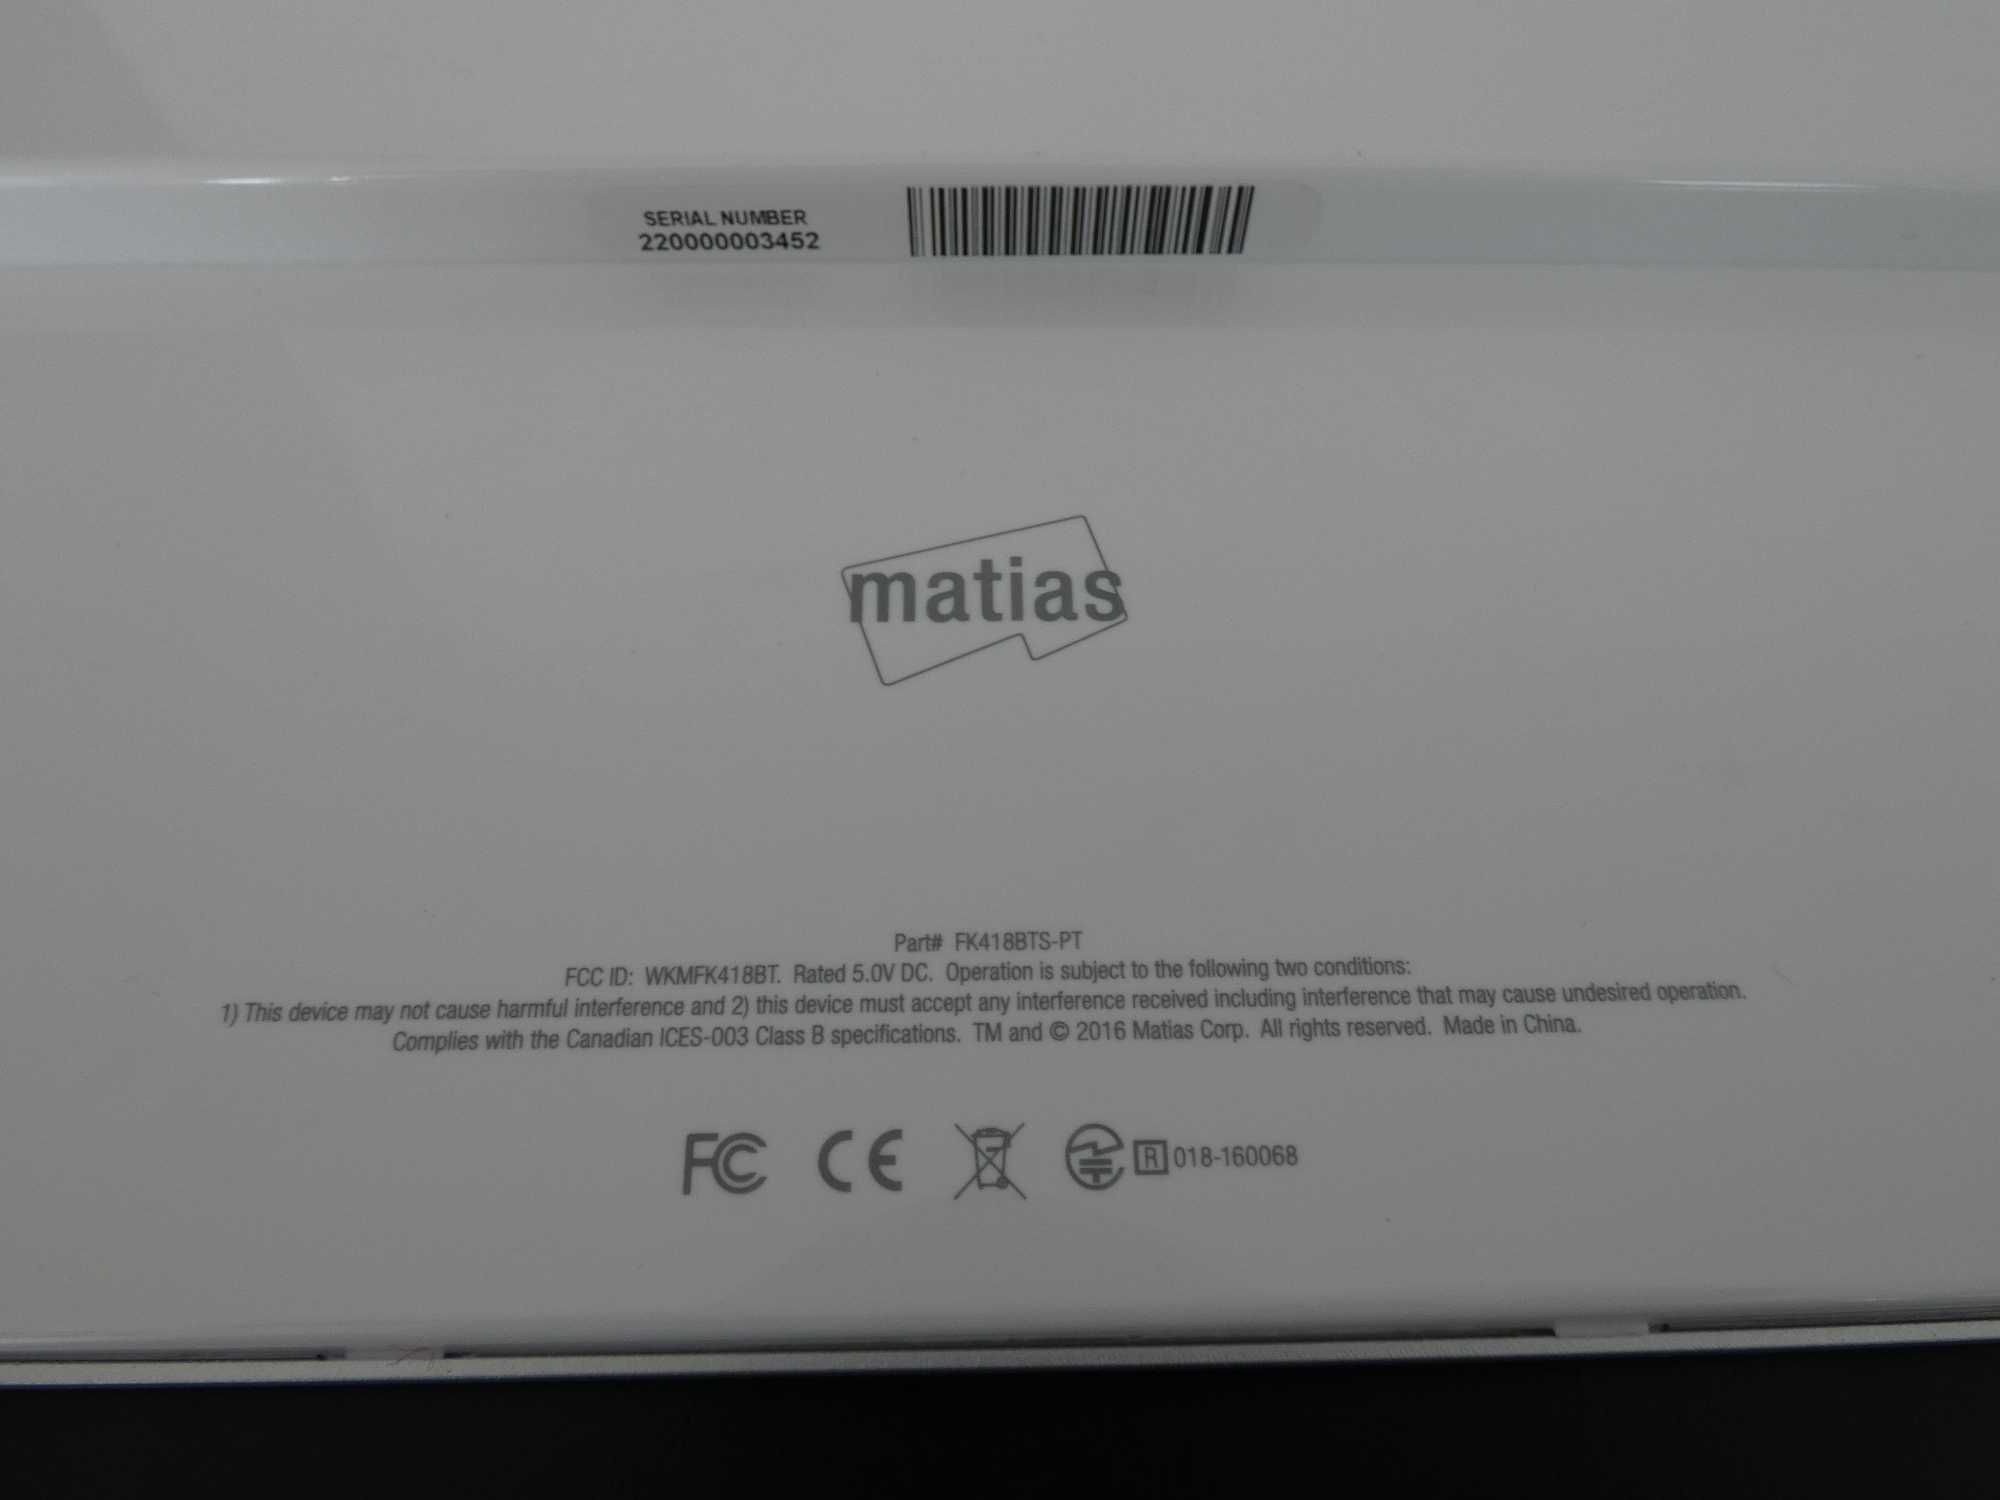 SERIAL NUMBER
220000003452
matias
Part# FK418BTS-PT
FCC ID: WKMFK418BT. Rated 5.0V DC. Operation is subject to the following two conditions:
1) This device may not cause harmful interference and 2) this device must accept any interference received including interference that may cause undesired operation.
Complies with the Canadian ICES-003 Class B specifications. TM and © 2016 Matias Corp. All rights reserved. Made in China.
FC CE R 018-160068